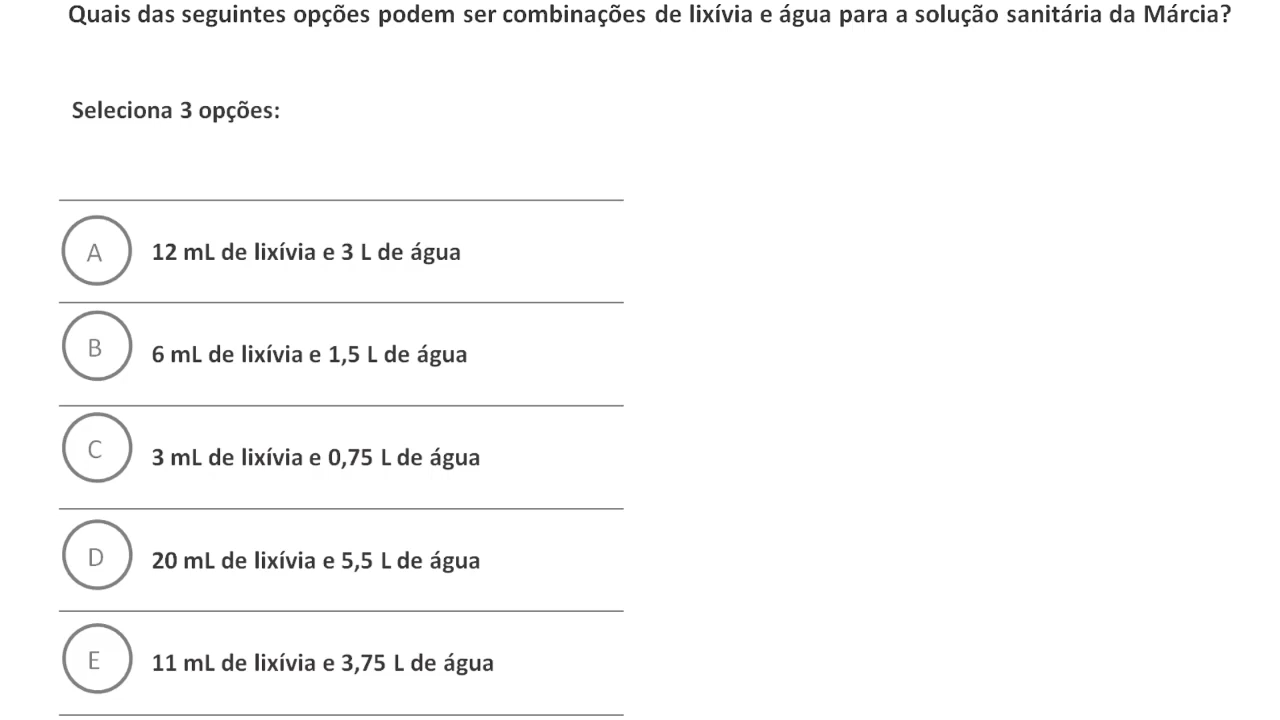 Quais das seguintes opções podem ser combinações de lixívia e água para a solução sanitária da Márcia?
Seleciona 3 opções:
A 12 mL de lixívia e 3 L de água
B 6 mL de lixívia e 1,5 L de água
C 3 mL de lixívia e 0,75 L de água
D 20 mL de lixívia e 5,5 L de água
E 11 mL de lixívia e 3,75 L de água